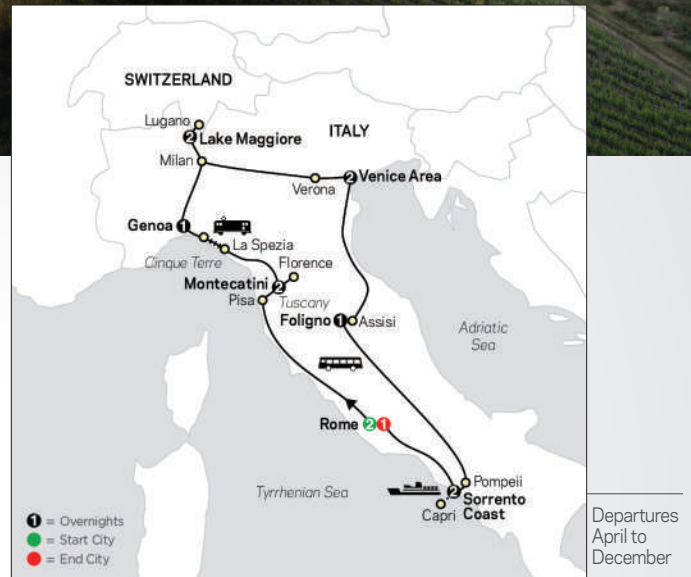 SWITZERLAND
Lugano
2 Lake Maggiore
ITALY
Milan
Verona
2 Venice Area
Genoa 1
La Spezia
Cinque Terre
Florence
Montecatini 2
Pisa
Tuscany
Foligno 1
Assisi
Adriatic
Sea
Rome 2 1
Pompeii
Tyrrhenian Sea
2 Sorrento
Coast
Capri
1 = Overnights
= Start City
= End City
Departures
April to
December